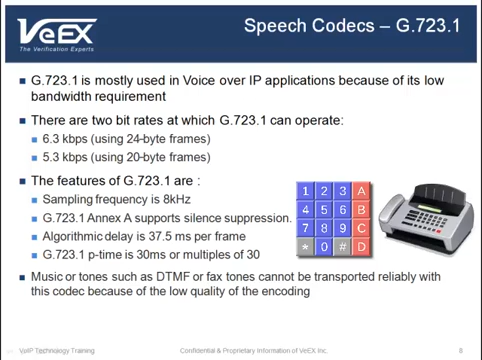 VeEX
The Verification Experts
Speech Codecs – G.723.1
G.723.1 is mostly used in Voice over IP applications because of its low
bandwidth requirement
There are two bit rates at which G.723.1 can operate:
6.3 kbps (using 24-byte frames)
5.3 kbps (using 20-byte frames)
The features of G.723.1 are :
Sampling frequency is 8kHz
G.723.1 Annex A supports silence suppression.
Algorithmic delay is 37.5 ms per frame
G.723.1 p-time is 30ms or multiples of 30
1 2 3 A
4 5 6 B
7 8 9 C
* 0 # D
Music or tones such as DTMF or fax tones cannot be transported reliably with
this codec because of the low quality of the encoding
VoIP Technology Training
Confidential & Proprietary Information of VeEX Inc.
8